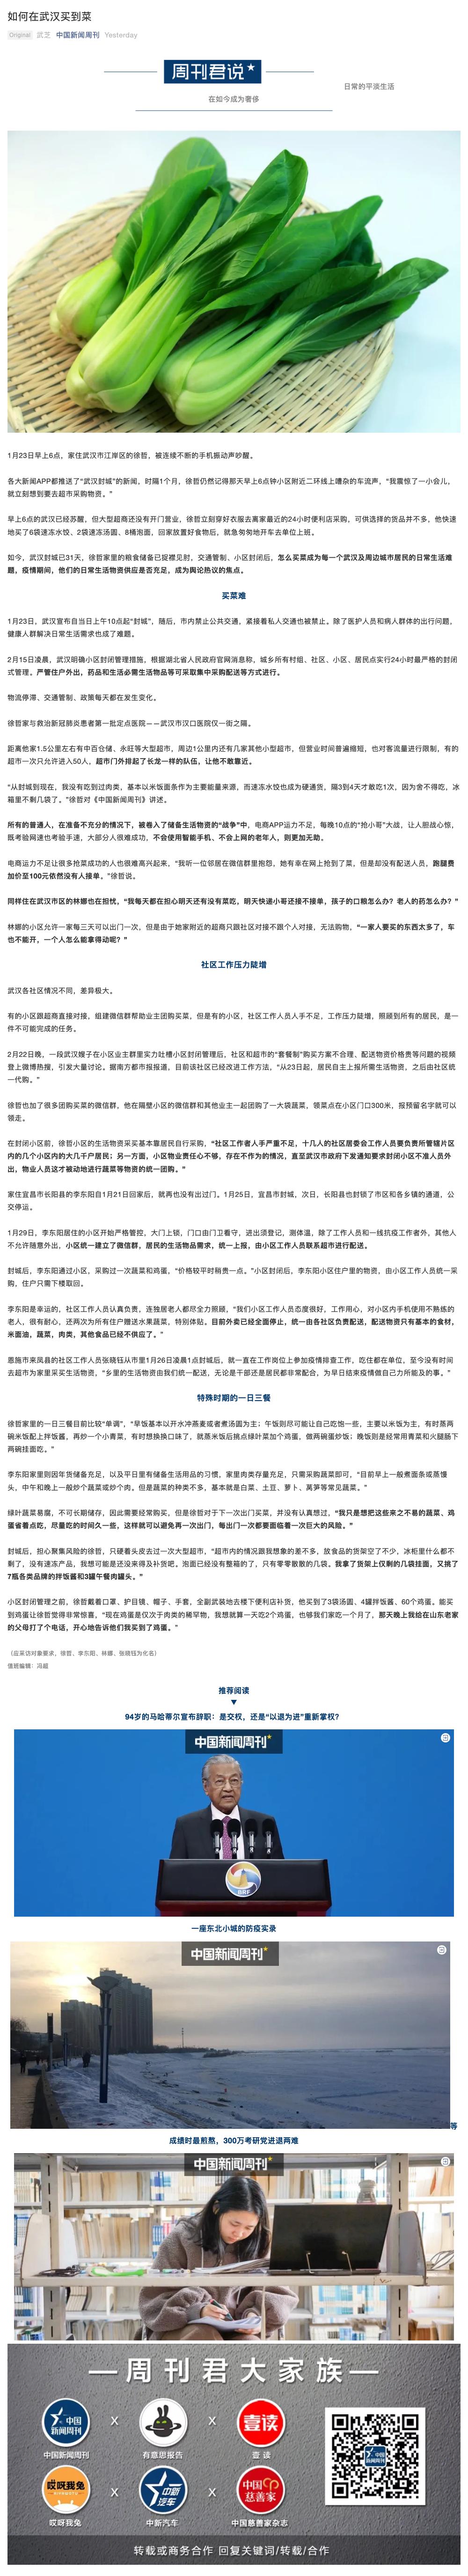 如何在武汉买到菜
Original 武芝 中国新闻周刊 Yesterday
周刊君说
日常的平淡生活
在如今成为奢侈
1月23日早上6点，家住武汉市江岸区的徐哲，被连续不断的手机振动声吵醒。
各大新闻APP都推送了“武汉封城”的新闻，时隔1个月，徐哲仍然记得那天早上6点钟小区附近二环线上嘈杂的车流声，“我震惊了一小会儿，
就立刻想到要去超市采购物资。”
早上6点的武汉已经苏醒，但大型超市还没有开门营业，徐哲立刻穿好衣服去离家最近的24小时便利店采购，可供选择的货品并不多，他快速
地买了6袋速冻水饺、2袋速冻汤圆、8桶泡面，回家放置好食物后，就急匆匆地开车去单位上班。
如今，武汉封城已31天，徐哲家里的粮食储备已捉襟见肘，交通管制、小区封闭后，怎么买菜成为每一个武汉及周边城市居民的日常生活难
题，疫情期间，他们的日常生活物资供应是否充足，成为舆论热议的焦点。
买菜难
1月23日，武汉宣布自当日上午10点起“封城”，随后，市内禁止公共交通，紧接着私人交通也被禁止。除了医护人员和病人群体的出行问题，
健康人群解决日常生活需求也成了难题。
2月15日凌晨，武汉明确小区封闭管理措施，根据湖北省人民政府官网消息称，城乡所有村组、社区、小区、居民点实行24小时最严格的封闭
式管理。严管住户外出，药品和生活必需生活物品等可采取集中采购配送等方式进行。
物流停滞、交通管制、政策每天都在发生变化。
徐哲家与救治新冠肺炎患者第一批定点医院——武汉市汉口医院仅一街之隔。
距离他家1.5公里左右有中百仓储、永旺等大型超市，周边1公里内还有几家其他小型超市，但营业时间普遍缩短，也对客流量进行限制，有的
超市一次只允许进入50人，超市门外排起了长龙一样的队伍，让他不敢靠近。
“从封城到现在，我没有吃到过肉类，基本以米饭面条作为主要能量来源，而速冻水饺也成为硬通货，隔3到4天才敢吃1次，因为舍不得吃，冰
箱里不剩几袋了。”徐哲对《中国新闻周刊》讲述。
所有的普通人，在准备不充分的情况下，被卷入了储备生活物资的“战争”中，电商APP运力不足，每晚10点的“抢小哥”大战，让人胆战心惊，
既考验网速也考验手速，大部分人很难成功，不会使用智能手机、不会上网的老年人，则更加无助。
电商运力不足让很多抢菜成功的人也很难高兴起来，“我听一位邻居在微信群里抱怨，她有幸在网上抢到了菜，但是却没有配送人员，跑腿费
加价至100元依然没有人接单。”徐哲说。
同样住在武汉市区的林娜也在担忧，“我每天都在担心明天还有没有菜吃，明天快递小哥还接不接单，孩子的口粮怎么办？老人的药怎么办？”
林娜的小区允许一家每三天可以出门一次，但是由于她家附近的超市只跟社区对接不跟个人对接，无法购物，“一家人要买的东西太多了，车
也不能开，一个人怎么能拿得动呢？”
社区工作压力陡增
武汉各社区情况不同，差异极大。
有的小区跟超商直接对接，组建微信群帮助业主团购买菜，但是有的小区，社区工作人员人手不足，工作压力陡增，照顾到所有的居民，是一
件不可能完成的任务。
2月22日晚，一段武汉嫂子在小区业主群里实力吐槽小区封闭管理后，社区和超市的“套餐制”购买方案不合理、配送物资价格贵等问题的视频
登上微博热搜，引发大量讨论。据南方都市报报道，目前该社区已经改进工作方法，“从23日起，居民自主上报所需生活物资，之后由社区统
一代购。”
徐哲也加了很多团购买菜的微信群，他在隔壁小区的微信群和其他业主一起团购了一大袋蔬菜，领菜点在小区门口300米，报预留名字就可以
领走。
在封闭小区前，徐哲小区的生活物资采买基本靠居民自行采购，“社区工作者人手严重不足，十几人的社区居委会工作人员要负责所管辖片区
内的几个小区内的大几千户居民；另一方面，小区物业责任心不够，存在不作为的情况，直至武汉市政府下发通知要求封闭小区不准人员外
出，物业人员这才被动地进行蔬菜等物资的统一团购。”
家住宜昌市长阳县的李东阳自1月21日回家后，就再也没有出过门。1月25日，宜昌市封城，次日，长阳县也封锁了市区和各乡镇的通道，公
交停运。
1月29日，李东阳居住的小区开始严格管控，大门上锁，门口由门卫看守，进出须登记，测体温，除了工作人员和一线抗疫工作者外，其他人
不允许随意外出，小区统一建立了微信群，居民的生活物品需求，统一上报，由小区工作人员联系超市进行配送。
封城后，李东阳通过小区，采购过一次蔬菜和鸡蛋，“价格较平时稍贵一点。”小区封闭后，李东阳小区住户里的物资，由小区工作人员统一采
购，住户只需下楼取回。
李东阳是幸运的，社区工作人员认真负责，连独居老人都尽全力照顾，“我们小区工作人员态度很好，工作用心，对小区内手机使用不熟练的
老人，很有耐心，还两次为所有住户赠送水果蔬菜，特别体贴。目前外卖已经全面停止，统一由各社区负责配送，配送物资只有基本的食材，
米面油，蔬菜，肉类，其他食品已经不供应了。”
恩施市来凤县的社区工作人员张晓钰从市里1月26日凌晨1点封城后，就一直在工作岗位上参加疫情排查工作，吃住都在单位，至今没有时间
去超市为家里采买生活物资，“乡里的生活物资由我们统一配送，无论是干部还是居民都非常配合，为早日结束疫情做自己力所能及的事。”
特殊时期的一日三餐
徐哲家里的一日三餐目前比较“单调”，“早饭基本以开水冲燕麦或者煮汤圆为主；午饭则尽可能让自己吃饱一些，主要以米饭为主，有时蒸两
碗米饭配上拌饭酱，再炒一个小青菜，有时想换换口味了，就蒸米饭后挑点绿叶菜加个鸡蛋，做两碗蛋炒饭；晚饭则是经常用青菜和火腿肠下
两碗挂面吃。”
李东阳家里则因年货储备充足，以及平日里有储备生活用品的习惯，家里肉类存量充足，只需采购蔬菜即可，“目前早上一般煮面条或蒸馒
头，中午和晚上一般炒个蔬菜或炒个肉。但是蔬菜的种类不多，基本就是白菜、土豆、萝卜、莴笋等常见蔬菜。”
绿叶蔬菜易腐，不可长期储存，因此需要经常购买，但是徐哲对于下一次出门买菜，并没有认真想过，“我只是想把这些来之不易的蔬菜、鸡
蛋省着点吃，尽量吃的时间久一些，这样就可以避免再一次出门，每出门一次都要面临着一次巨大的风险。”
封城后，担心聚集风险的徐哲，只硬着头皮去过一次大型超市，“超市内的情况跟我想象的差不多，放食品的货架空了不少，冰柜里什么都不
剩了，没有速冻产品，我想可能是还没来得及补货吧。泡面已经没有整箱的了，只有零零散散的几袋。我拿了货架上仅剩的几袋挂面，又挑了
7瓶各类品牌的拌饭酱和3罐午餐肉罐头。”
小区封闭管理之前，徐哲戴着口罩、护目镜、帽子、手套，全副武装地去楼下便利店补货，他买到了3袋汤圆、4罐拌饭酱、60个鸡蛋。能买
到鸡蛋让徐哲觉得非常惊喜，“现在鸡蛋是仅次于肉类的稀罕物，我想就算一天吃2个鸡蛋，也够我们家吃一个月了，那天晚上我给在山东老家
的父母打了个电话，开心地告诉他们我买到了鸡蛋。”
（应采访对象要求，徐哲、李东阳、林娜、张晓钰为化名）
值班编辑：冯超
推荐阅读
▼
94岁的马哈蒂尔宣布辞职：是交权，还是“以退为进”重新掌权？
中国新闻周刊
BRF
一座东北小城的防疫实录
中国新闻周刊
等
成绩时最煎熬，300万考研党进退两难
中国新闻周刊
—周刊君大家族—
中国新闻周刊 X X 壹读
中国新闻周刊 有意思报告 壹读
哎呀我兔 X 中新汽车 X 中国慈善家
哎呀我兔 中新汽车 中国慈善家杂志
转载或商务合作 回复关键词/转载/合作